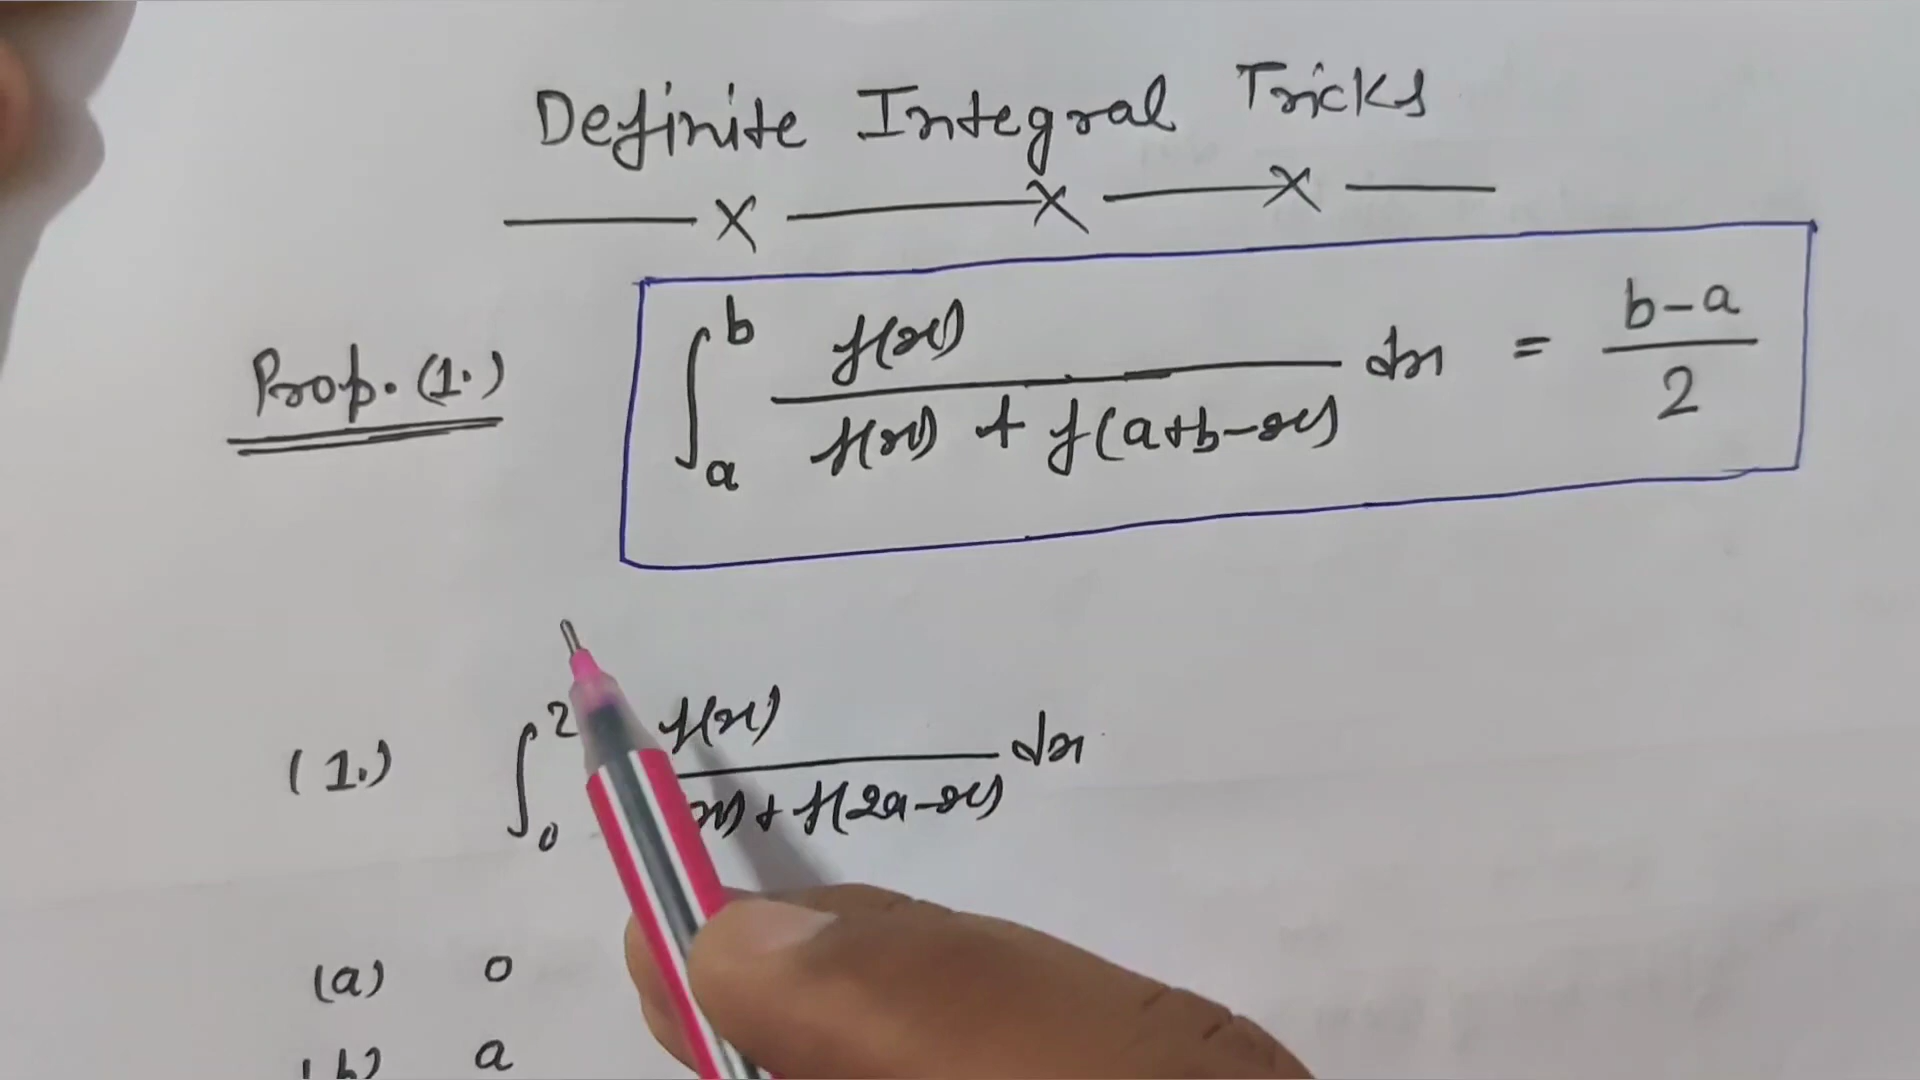 Definite Integral Tricks
—— X —— X —— X ——
Prop. (1.) ∫_a^b f(x) / (f(x) + f(a+b-x)) dx = (b-a)/2
(1.) ∫_0^2 f(x) / (x) + f(2a-x) dx
(a) 0
(b) a